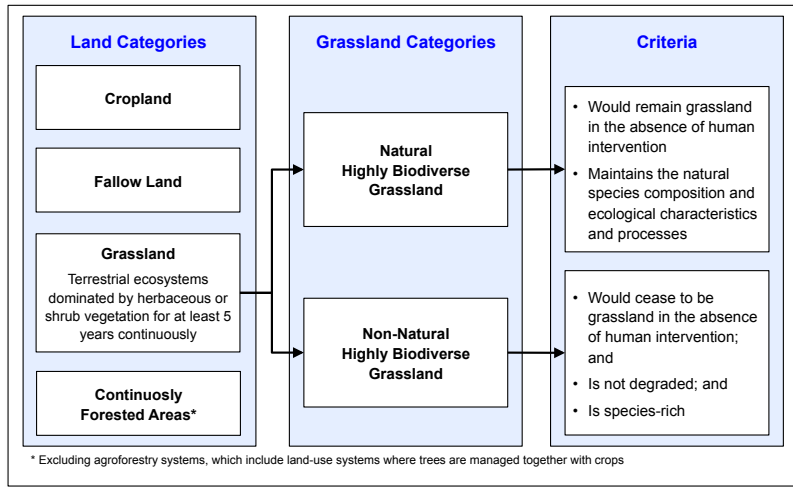 Land Categories
Cropland
Fallow Land
Grassland
Terrestrial ecosystems
dominated by herbaceous or
shrub vegetation for at least 5
years continuously
Continuosly
Forested Areas*
Grassland Categories
Natural
Highly Biodiverse
Grassland
Non-Natural
Highly Biodiverse
Grassland
Criteria
• Would remain grassland
in the absence of human
intervention
• Maintains the natural
species composition and
ecological characteristics
and processes
• Would cease to be
grassland in the absence
of human intervention;
and
• Is not degraded; and
• Is species-rich
* Excluding agroforestry systems, which include land-use systems where trees are managed together with crops